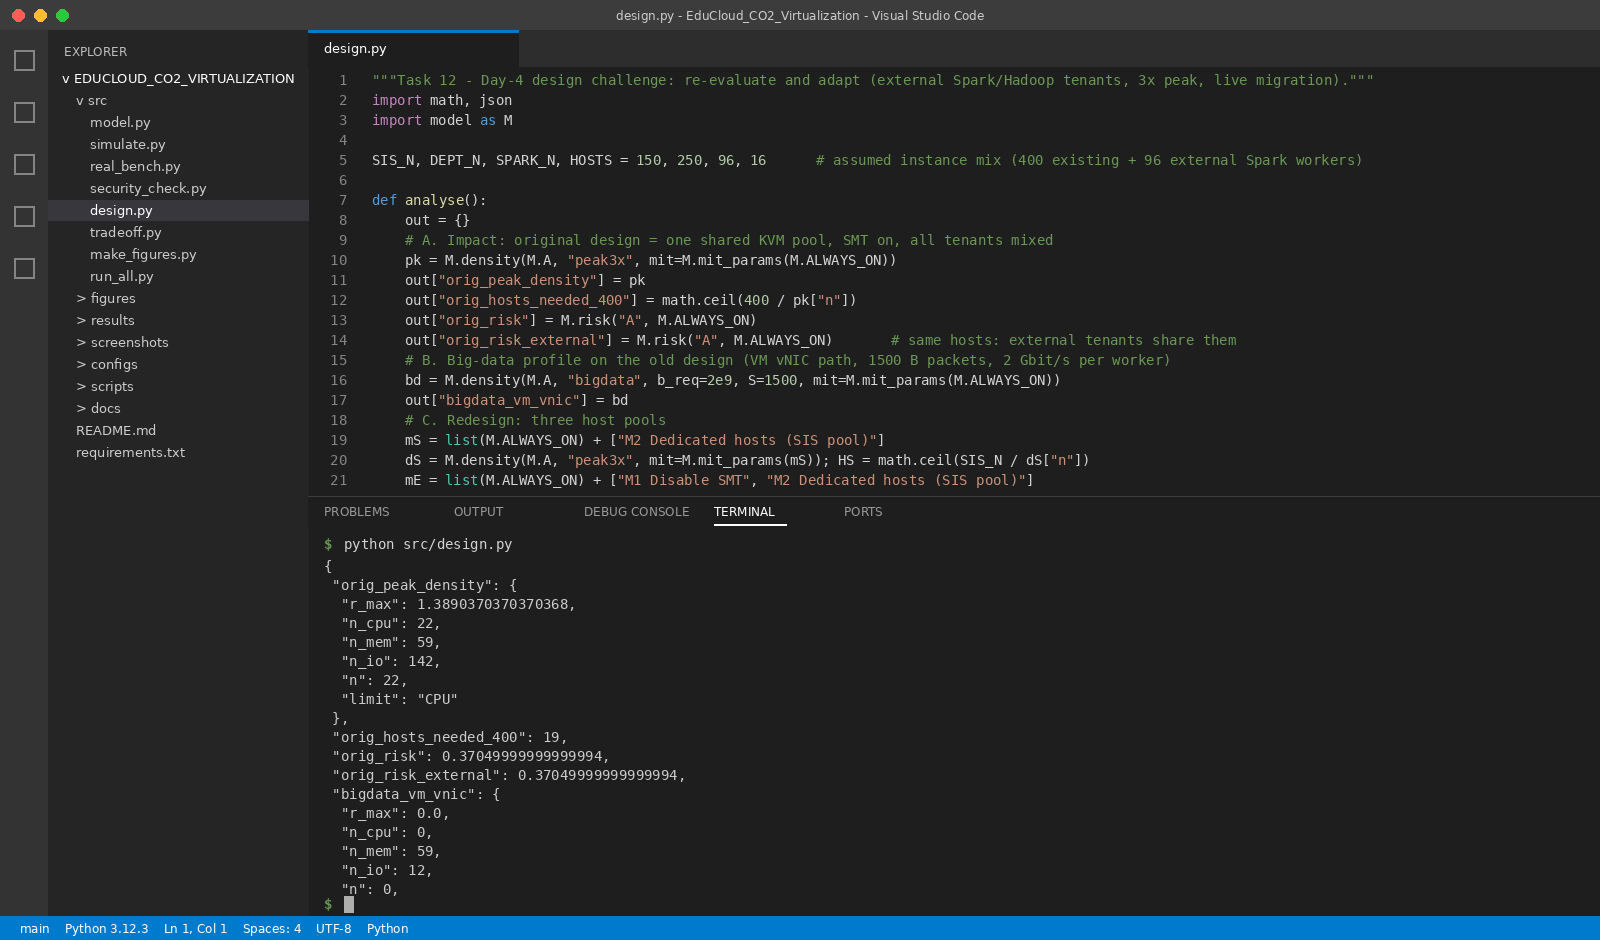 design.py - EduCloud_CO2_Virtualization - Visual Studio Code
EXPLORER
v EDUCLOUD_CO2_VIRTUALIZATION
v src
model.py
simulate.py
real_bench.py
security_check.py
design.py
tradeoff.py
make_figures.py
run_all.py
> figures
> results
> screenshots
> configs
> scripts
> docs
README.md
requirements.txt
design.py
1 """Task 12 - Day-4 design challenge: re-evaluate and adapt (external Spark/Hadoop tenants, 3x peak, live migration)."""
2 import math, json
3 import model as M
4
5 SIS_N, DEPT_N, SPARK_N, HOSTS = 150, 250, 96, 16      # assumed instance mix (400 existing + 96 external Spark workers)
6
7 def analyse():
8     out = {}
9     # A. Impact: original design = one shared KVM pool, SMT on, all tenants mixed
10     pk = M.density(M.A, "peak3x", mit=M.mit_params(M.ALWAYS_ON))
11     out["orig_peak_density"] = pk
12     out["orig_hosts_needed_400"] = math.ceil(400 / pk["n"])
13     out["orig_risk"] = M.risk("A", M.ALWAYS_ON)
14     out["orig_risk_external"] = M.risk("A", M.ALWAYS_ON)       # same hosts: external tenants share them
15     # B. Big-data profile on the old design (VM vNIC path, 1500 B packets, 2 Gbit/s per worker)
16     bd = M.density(M.A, "bigdata", b_req=2e9, S=1500, mit=M.mit_params(M.ALWAYS_ON))
17     out["bigdata_vm_vnic"] = bd
18     # C. Redesign: three host pools
19     mS = list(M.ALWAYS_ON) + ["M2 Dedicated hosts (SIS pool)"]
20     dS = M.density(M.A, "peak3x", mit=M.mit_params(mS)); HS = math.ceil(SIS_N / dS["n"])
21     mE = list(M.ALWAYS_ON) + ["M1 Disable SMT", "M2 Dedicated hosts (SIS pool)"]
PROBLEMS OUTPUT DEBUG CONSOLE TERMINAL PORTS
$ python src/design.py
{
 "orig_peak_density": {
  "r_max": 1.3890370370370368,
  "n_cpu": 22,
  "n_mem": 59,
  "n_io": 142,
  "n": 22,
  "limit": "CPU"
 },
 "orig_hosts_needed_400": 19,
 "orig_risk": 0.37049999999999994,
 "orig_risk_external": 0.37049999999999994,
 "bigdata_vm_vnic": {
  "r_max": 0.0,
  "n_cpu": 0,
  "n_mem": 59,
  "n_io": 12,
  "n": 0,
$
main Python 3.12.3 Ln 1, Col 1 Spaces: 4 UTF-8 Python